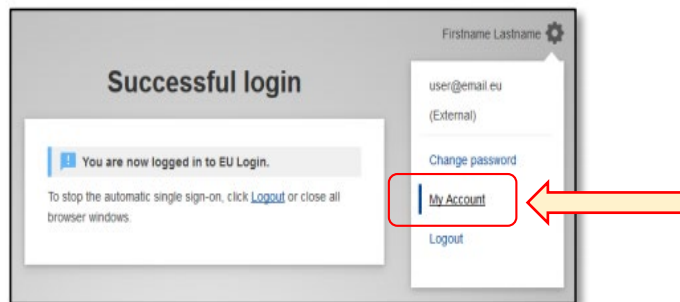 Firstname Lastname
Successful login
user@email.eu
(External)
You are now logged in to EU Login.
To stop the automatic single sign-on, click Logout or close all
browser windows.
Change password
My Account
Logout